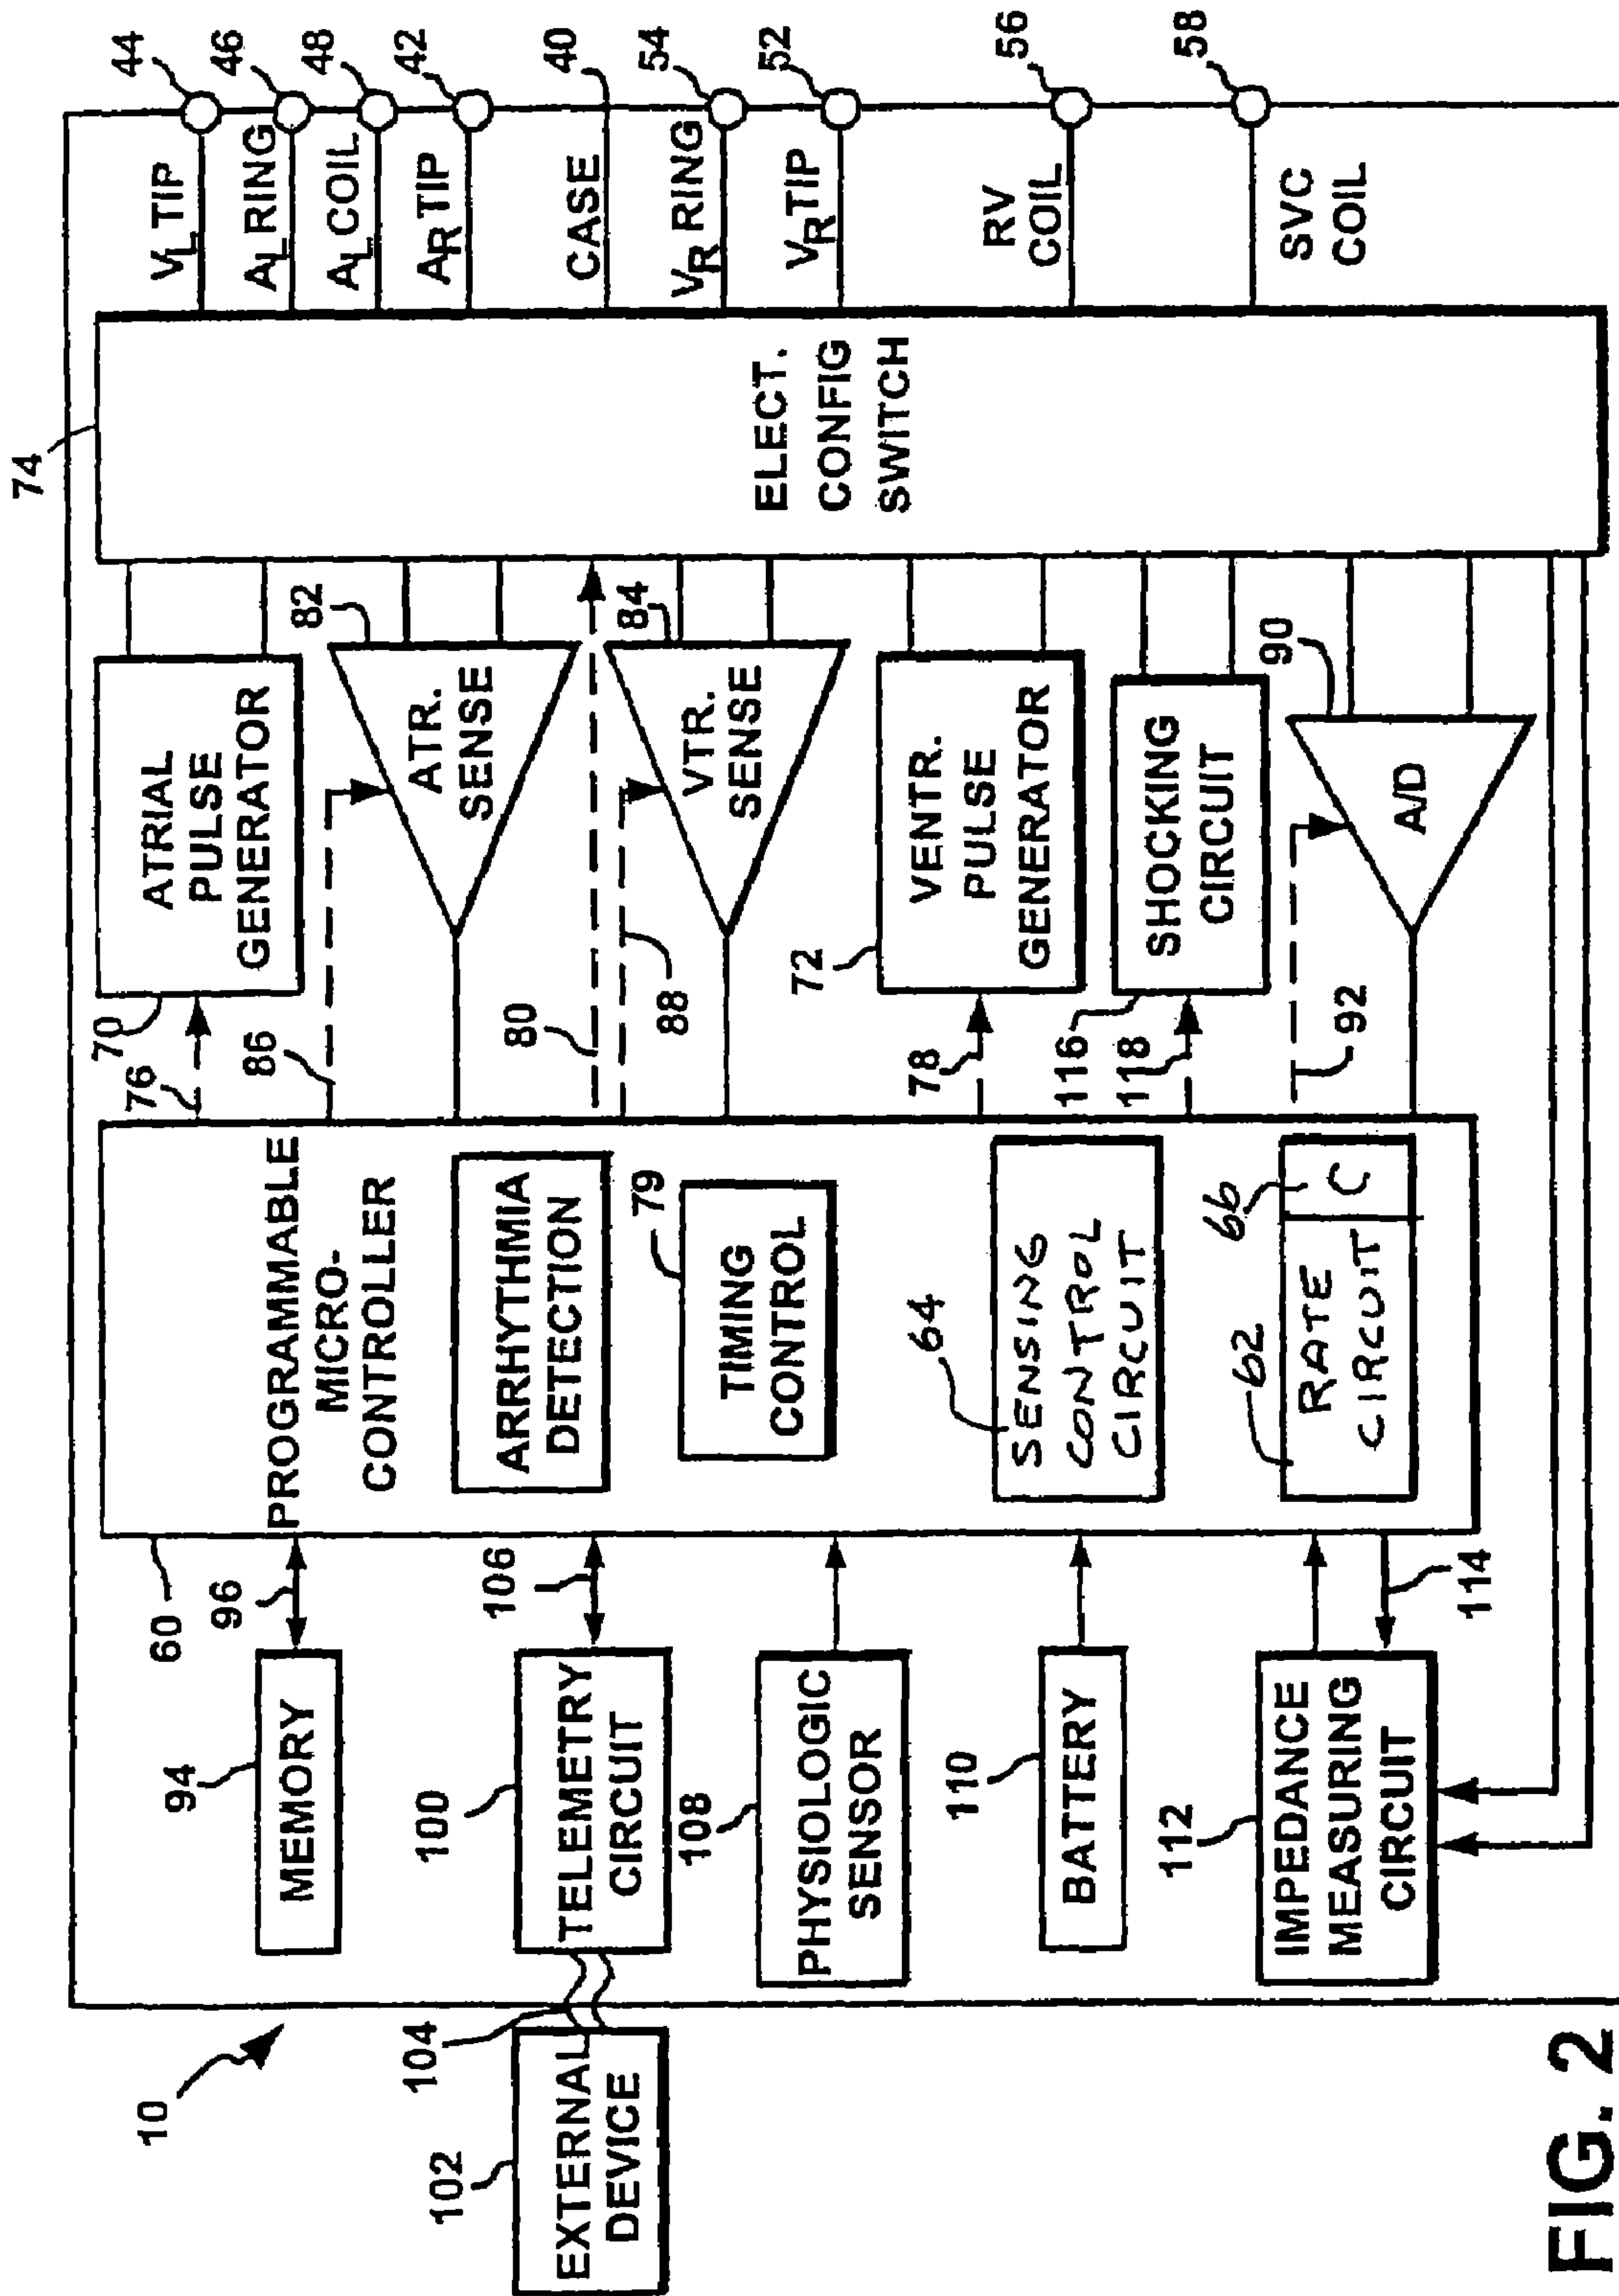 10
60
74
MEMORY
94
96
EXTERNAL
DEVICE
102
104
TELEMETRY
CIRCUIT
100
106
PHYSIOLOGIC
SENSOR
108
BATTERY
110
IMPEDANCE
MEASURING
CIRCUIT
112
114
PROGRAMMABLE
MICRO-
CONTROLLER
ARRHYTHMIA
DETECTION
79
TIMING
CONTROL
64
SENSING
CONTROL
CIRCUIT
62
RATE
CIRCUIT
66
C
70
76
ATRIAL
PULSE
GENERATOR
86
82
ATR.
SENSE
80
88
84
VTR.
SENSE
72
78
VENTR.
PULSE
GENERATOR
116
118
SHOCKING
CIRCUIT
92
90
A/D
ELECT.
CONFIG
SWITCH
VL TIP
44
AL RING
46
AL COIL
48
AR TIP
42
CASE
40
VR RING
54
VR TIP
52
RV
COIL
56
SVC
COIL
58
FIG. 2